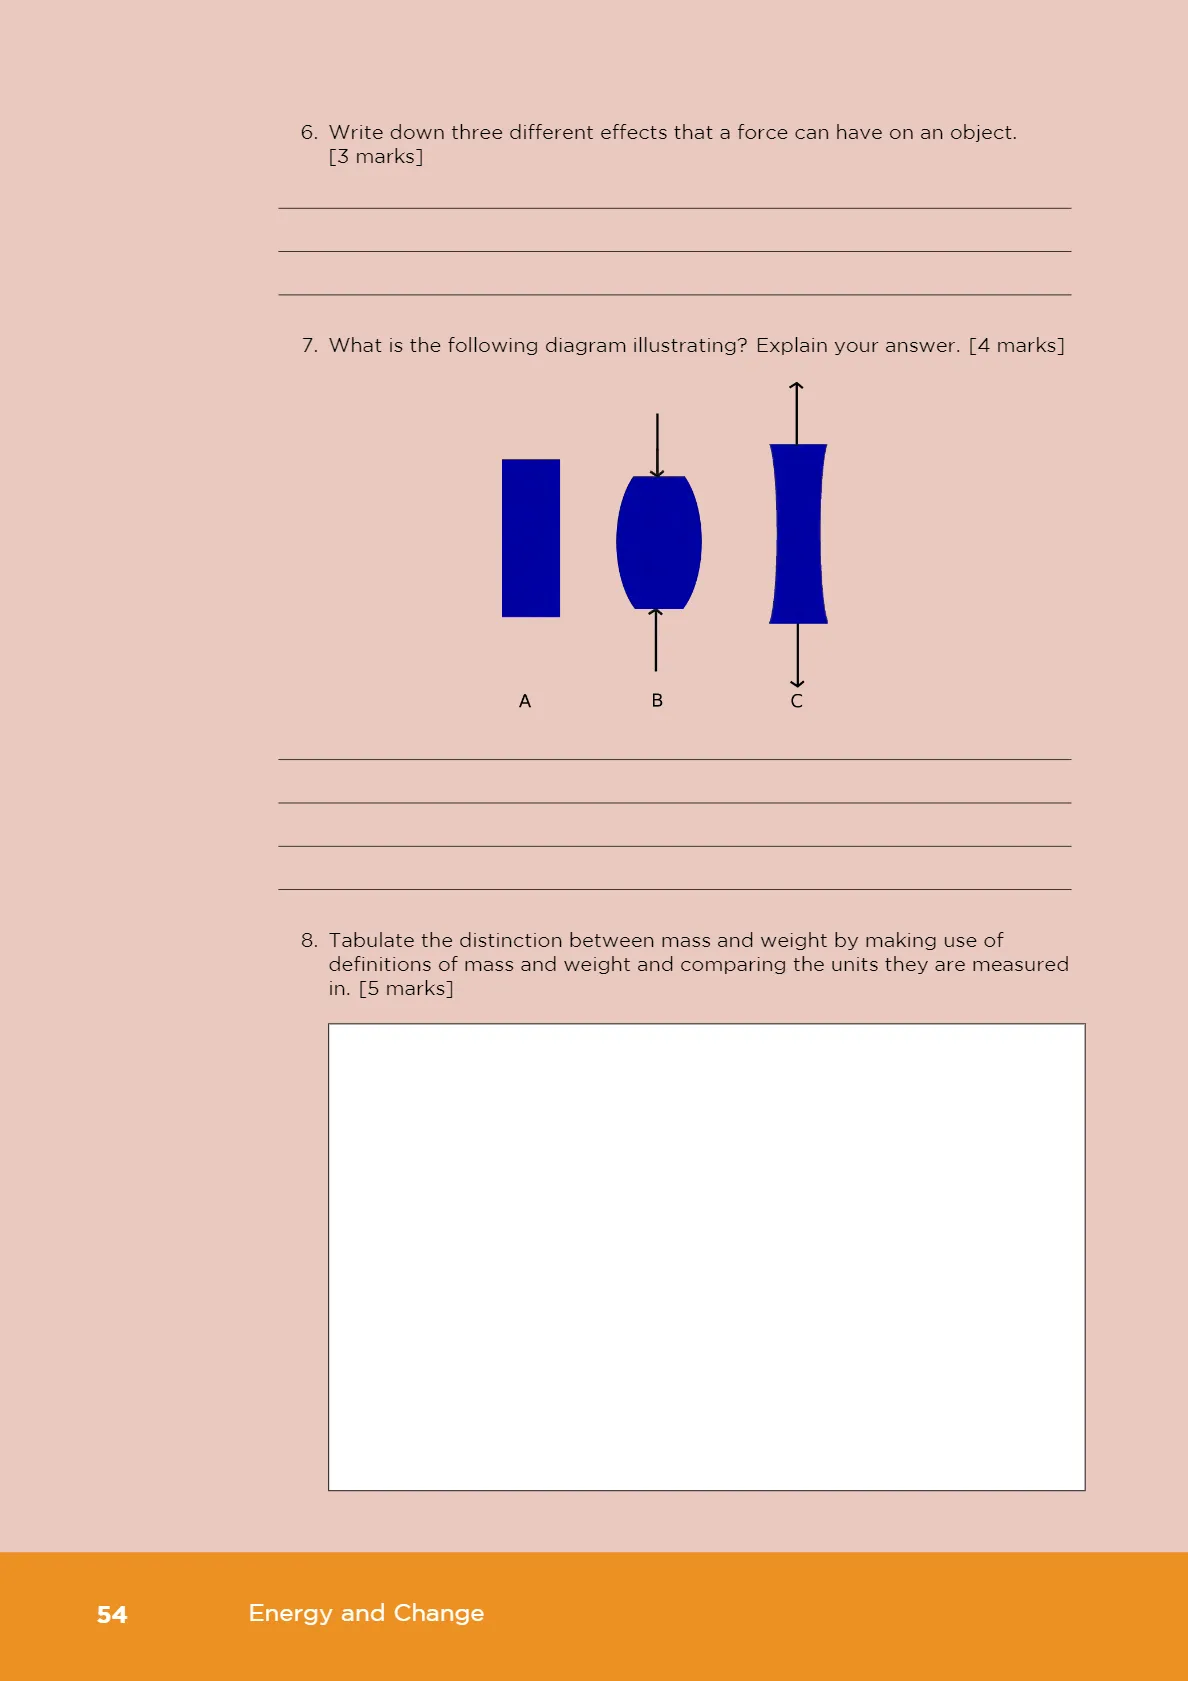 6. Write down three different effects that a force can have on an object.
[3 marks]
7. What is the following diagram illustrating? Explain your answer. [4 marks]
A B C
8. Tabulate the distinction between mass and weight by making use of
definitions of mass and weight and comparing the units they are measured
in. [5 marks]
54 Energy and Change